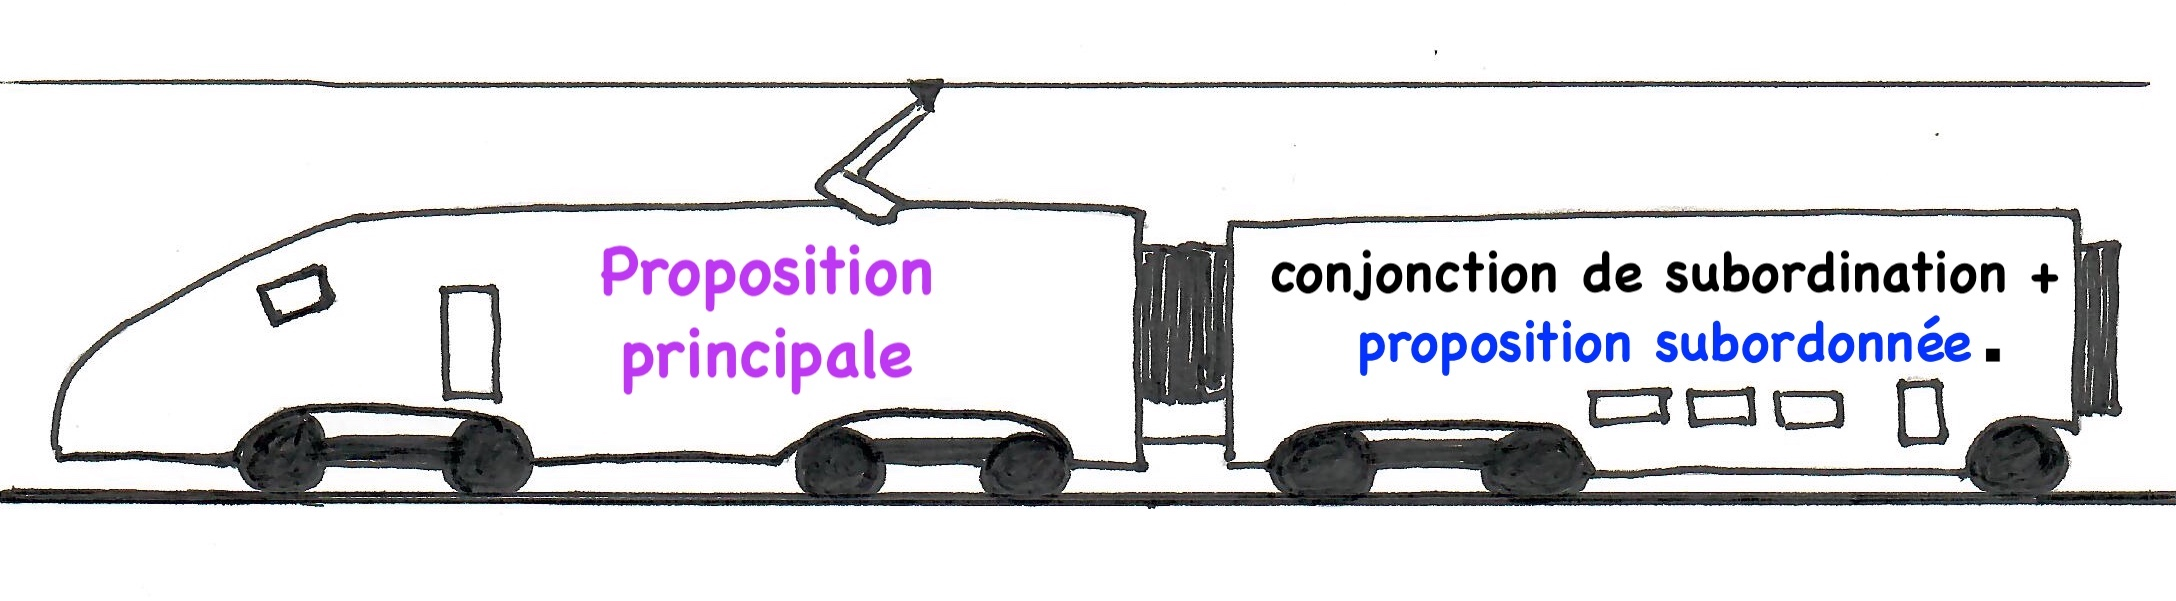 Proposition
principale
conjonction de subordination +
proposition subordonnée.